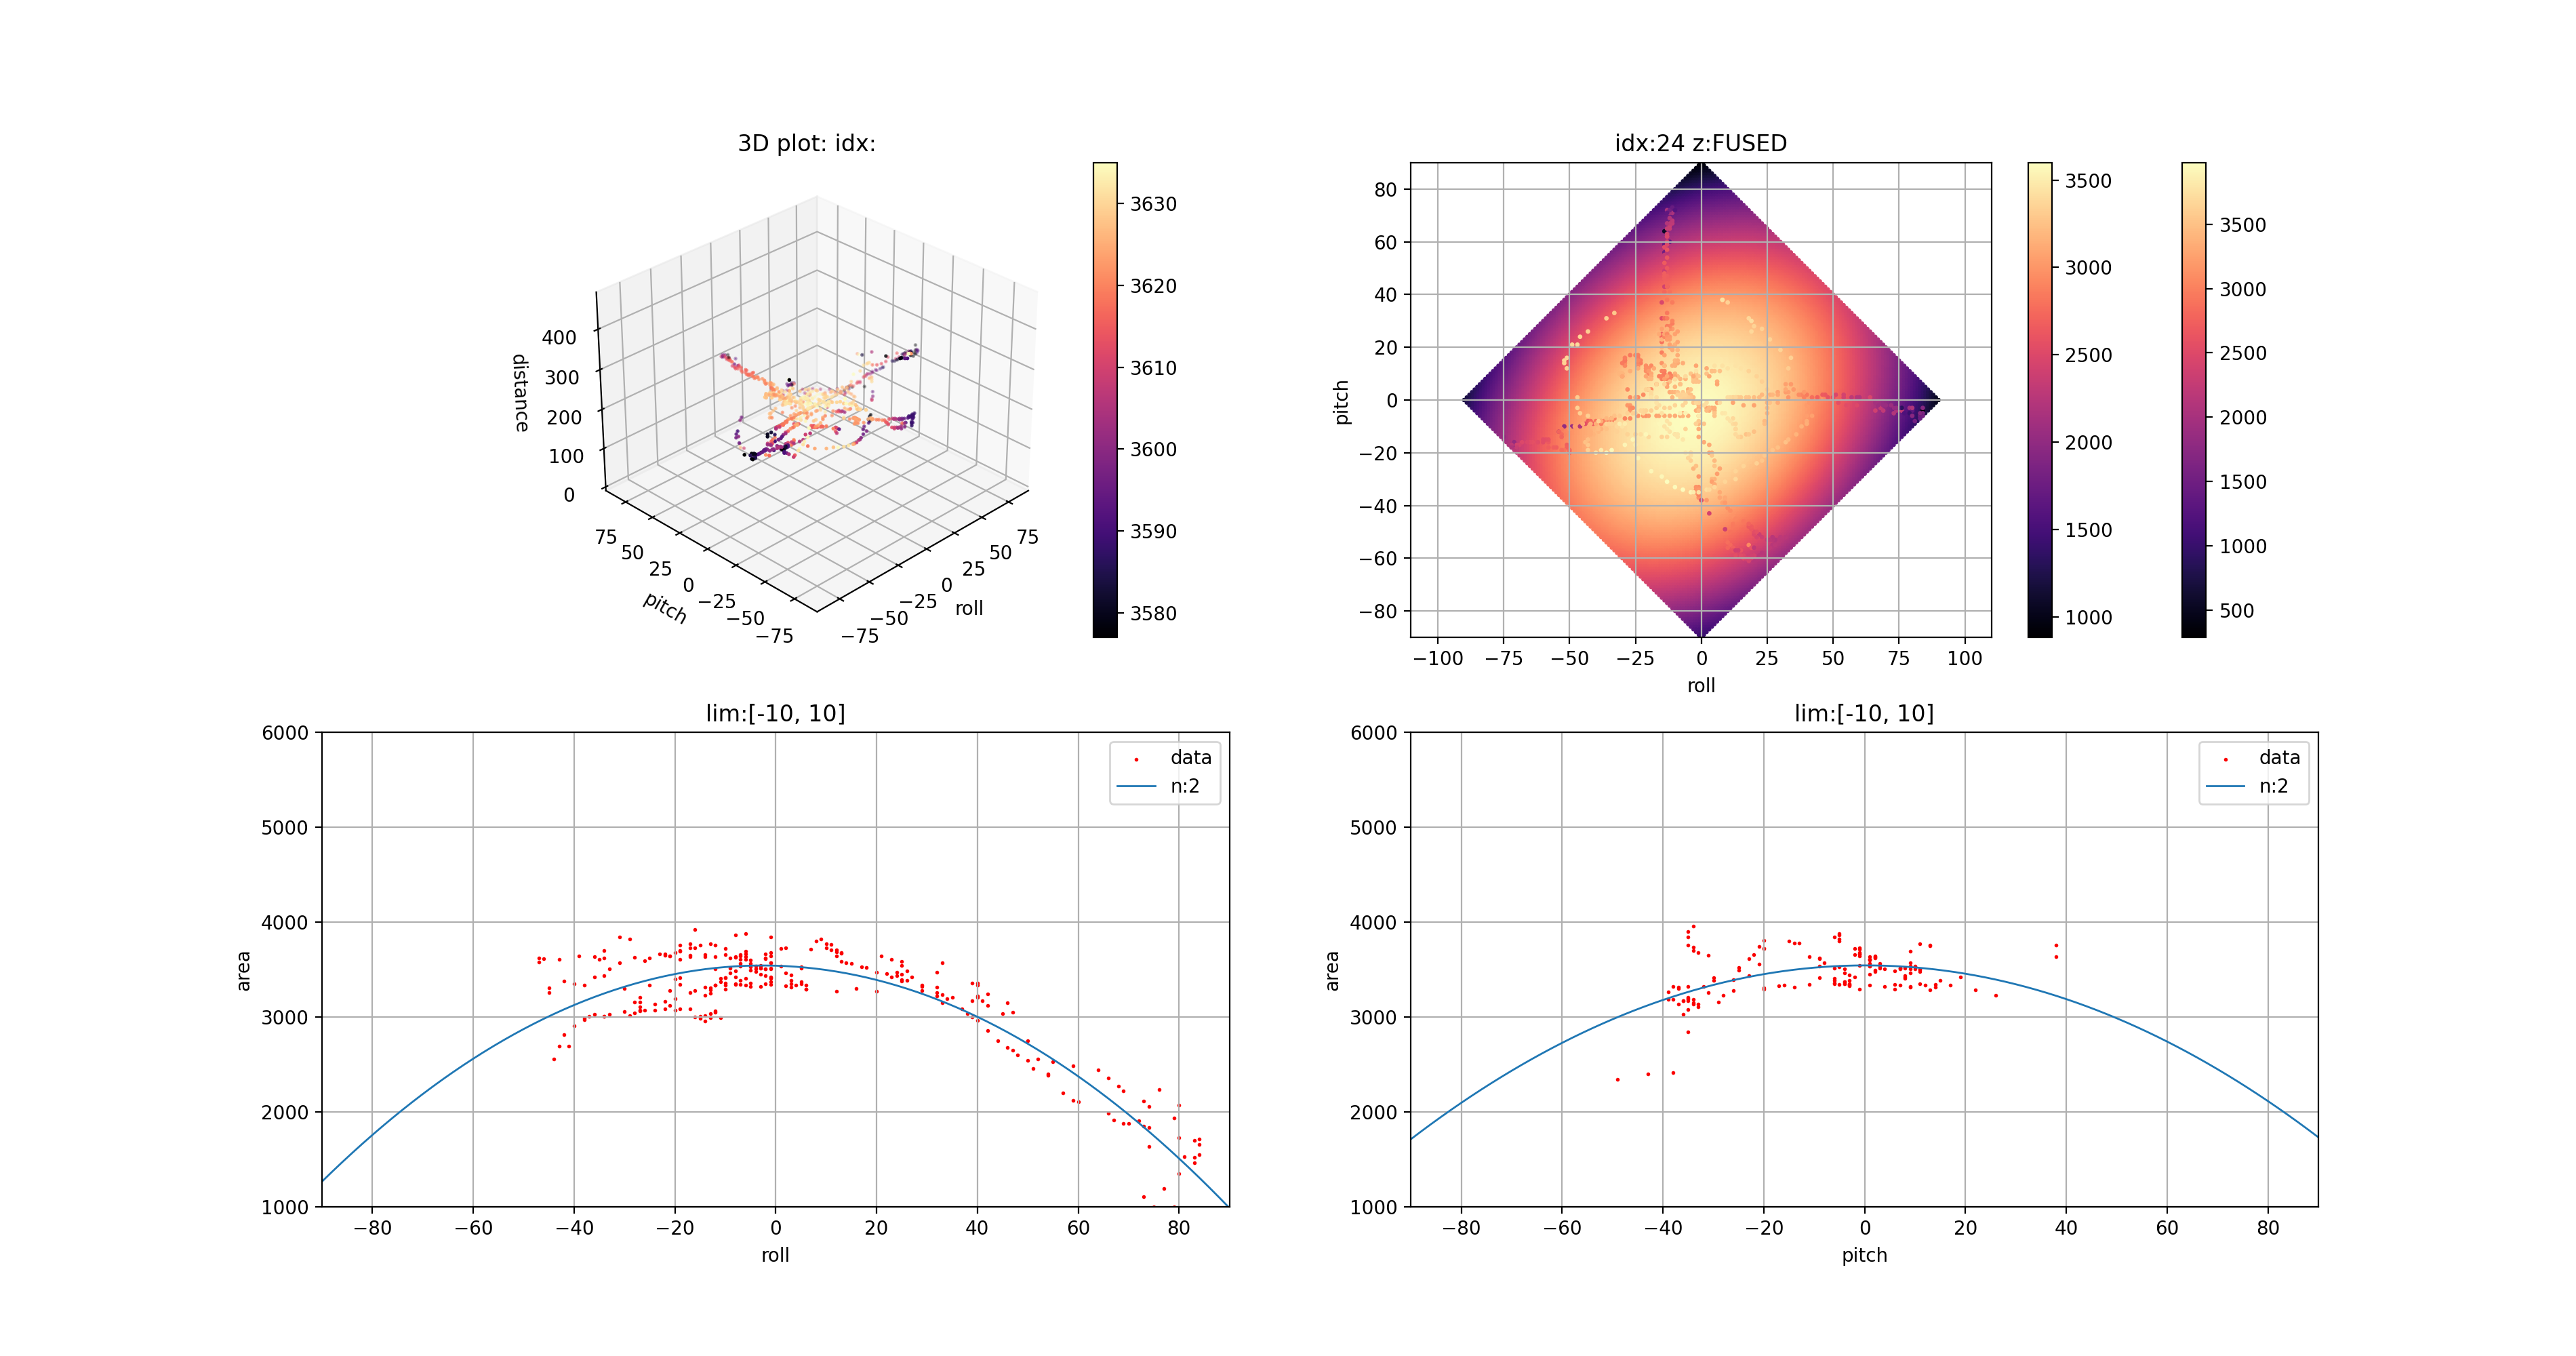 3D plot: idx:
distance
400
300
200
100
0
75
50
25
0
−25
−50
−75
pitch
−75
−50
−25
0
25
50
75
roll
3630
3620
3610
3600
3590
3580
idx:24 z:FUSED
pitch
80
60
40
20
0
−20
−40
−60
−80
−100 −75 −50 −25 0 25 50 75 100
roll
3500
3000
2500
2000
1500
1000
3500
3000
2500
2000
1500
1000
500
lim:[-10, 10]
area
6000
5000
4000
3000
2000
1000
−80 −60 −40 −20 0 20 40 60 80
roll
data
n:2
lim:[-10, 10]
area
6000
5000
4000
3000
2000
1000
−80 −60 −40 −20 0 20 40 60 80
pitch
data
n:2